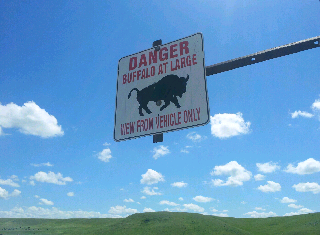 DANGER
BUFFALO AT LARGE
VIEW FROM VEHICLE ONLY